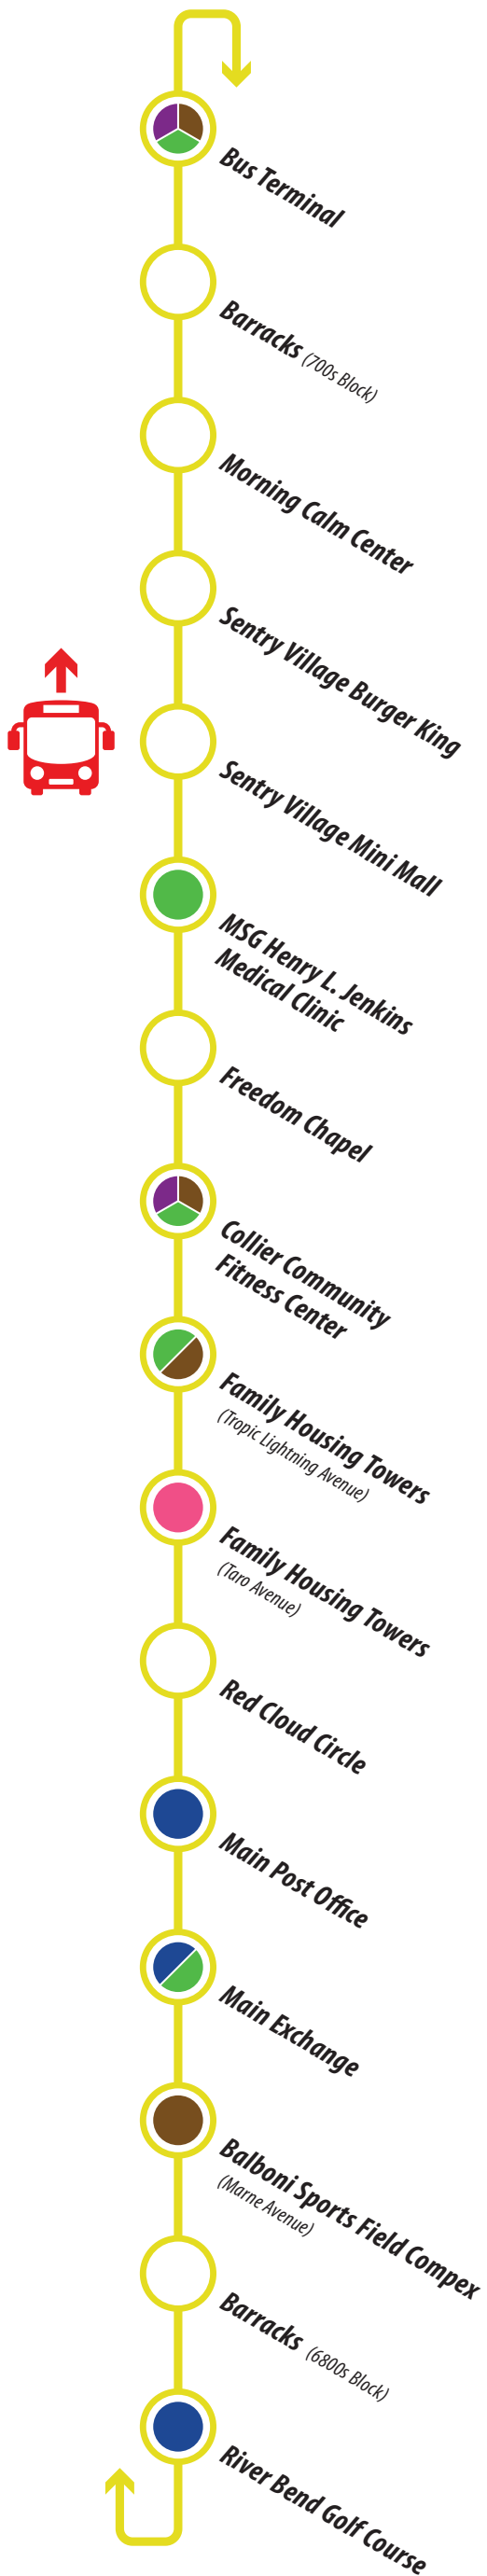 Bus Terminal
Barracks (700s Block)
Morning Calm Center
Sentry Village Burger King
Sentry Village Mini Mall
MSG Henry L. Jenkins
Medical Clinic
Freedom Chapel
Collier Community
Fitness Center
Family Housing Towers
(Tropic Lightning Avenue)
Family Housing Towers
(Taro Avenue)
Red Cloud Circle
Main Post Office
Main Exchange
Balboni Sports Field Compex
(Marne Avenue)
Barracks (6800s Block)
River Bend Golf Course